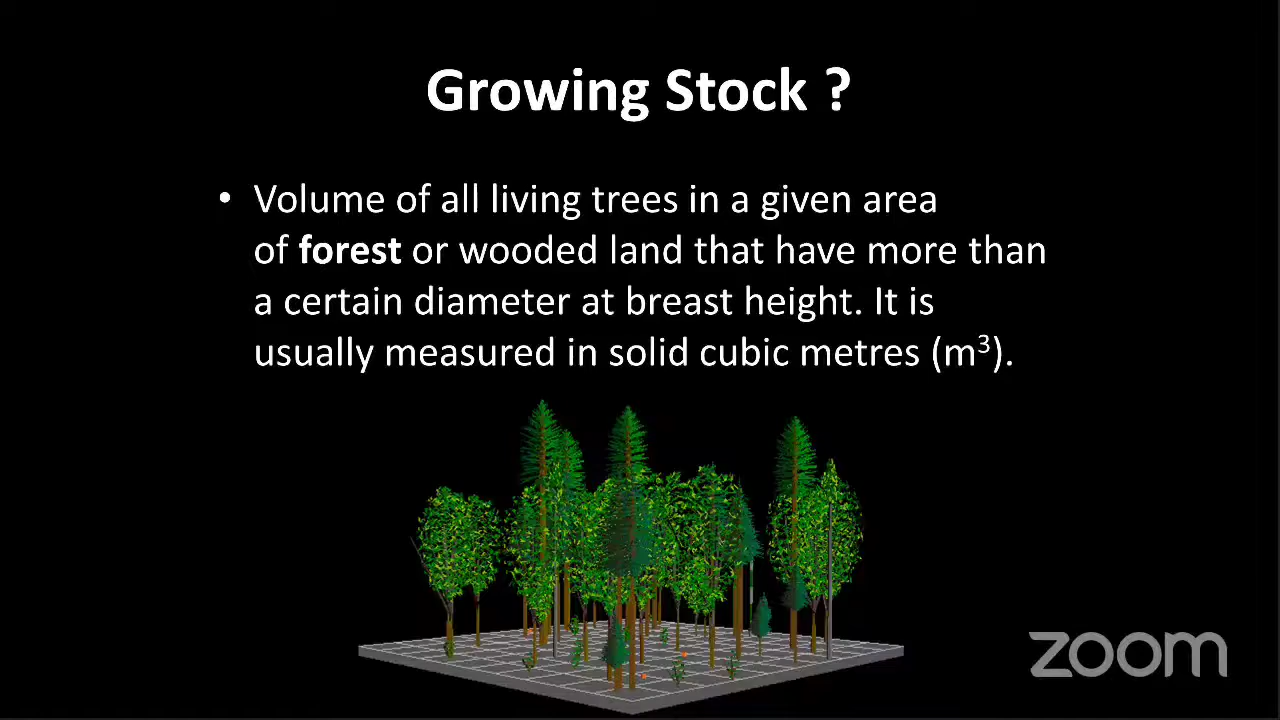 Growing Stock ?
• Volume of all living trees in a given area
of forest or wooded land that have more than
a certain diameter at breast height. It is
usually measured in solid cubic metres (m³).
zoom